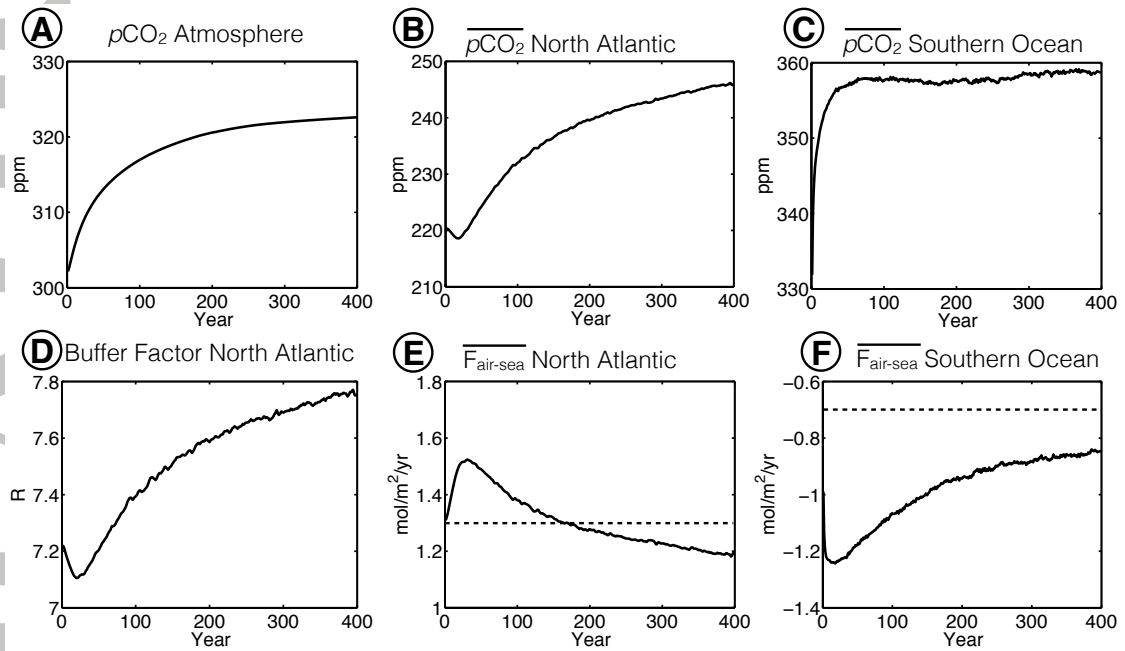 A pCO₂ Atmosphere
330
320
310
300
ppm
0 100 200 300 400
Year
B pCO₂ North Atlantic
250
240
230
220
210
ppm
0 100 200 300 400
Year
C pCO₂ Southern Ocean
360
350
340
330
ppm
0 100 200 300 400
Year
D Buffer Factor North Atlantic
7.8
7.6
7.4
7.2
7
R
0 100 200 300 400
Year
E F air-sea North Atlantic
1.8
1.6
1.4
1.2
1
mol/m²/yr
0 100 200 300 400
Year
F F air-sea Southern Ocean
−0.6
−0.8
−1
−1.2
−1.4
mol/m²/yr
0 100 200 300 400
Year